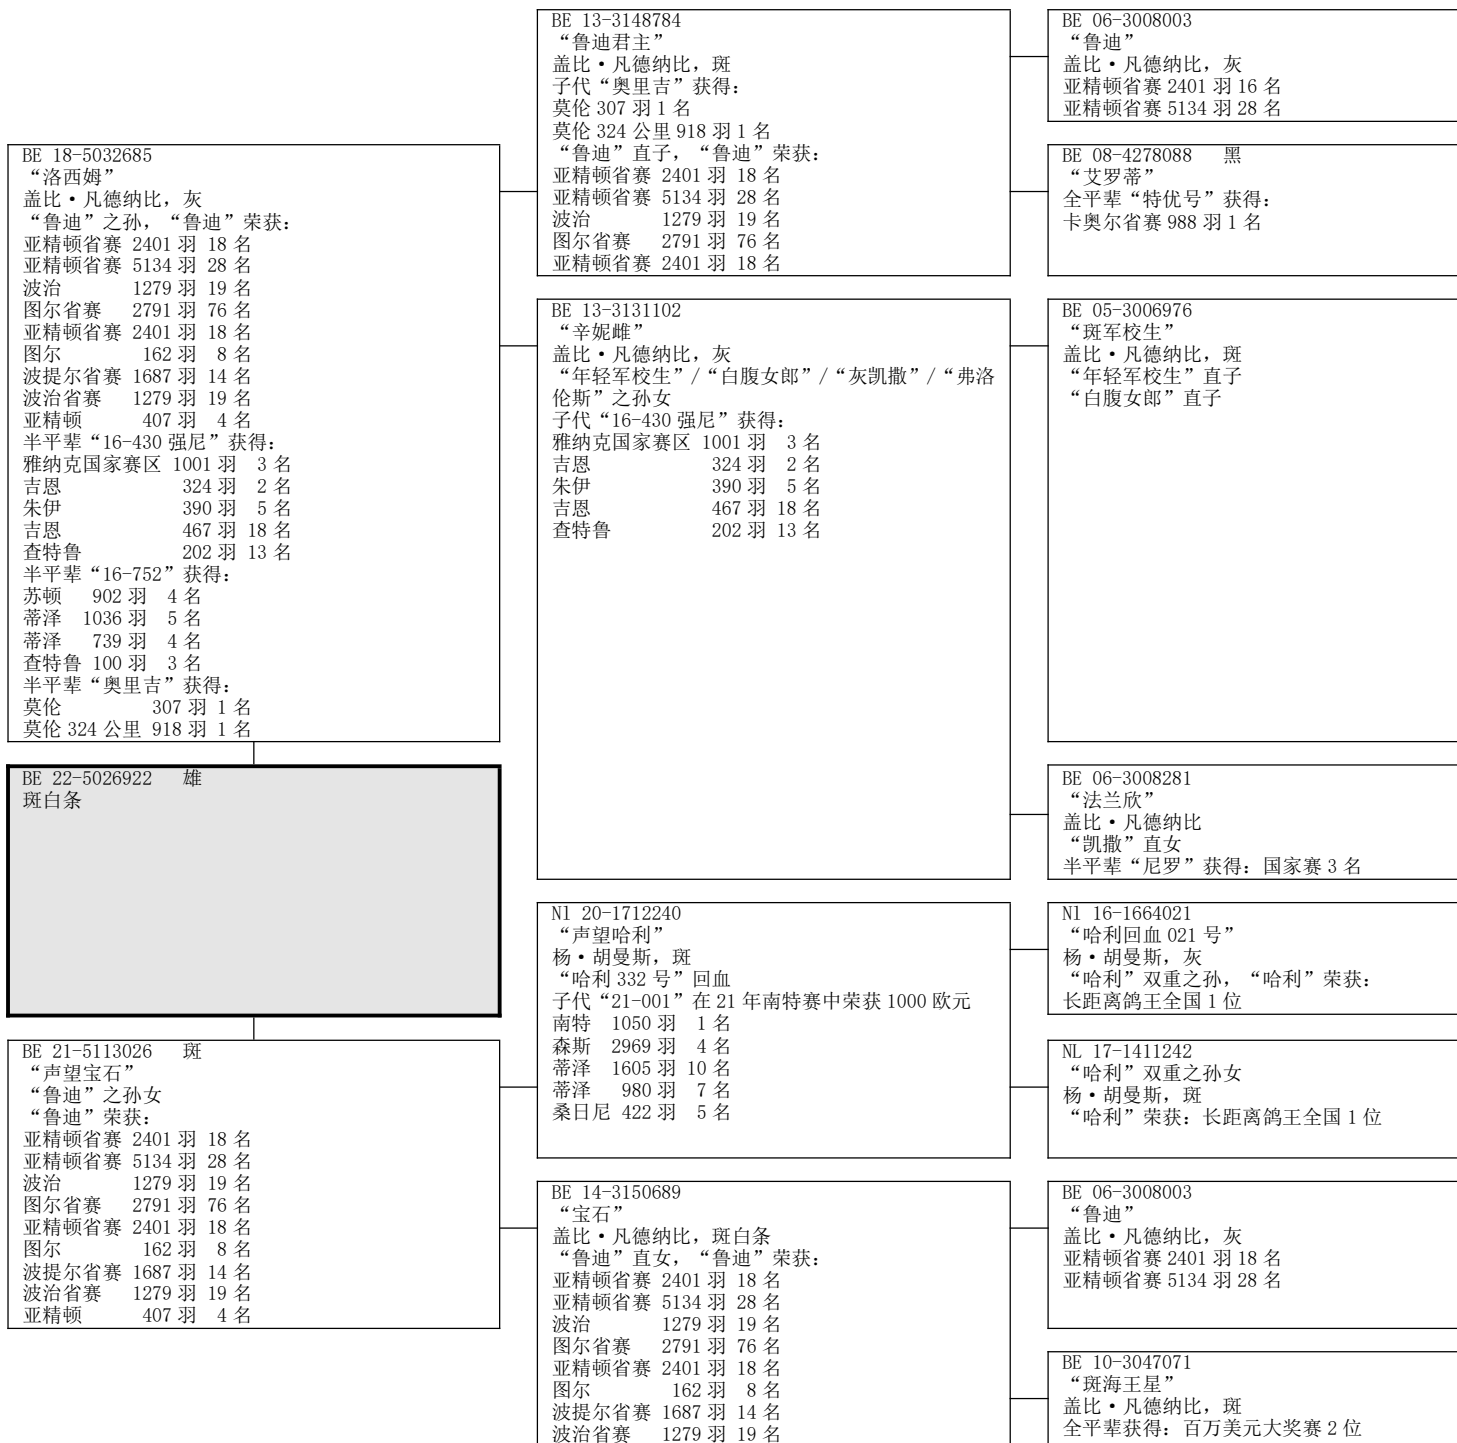 BE 18-5032685
“洛西姆”
盖比·凡德纳比，灰
“鲁迪”之孙，“鲁迪”荣获：
亚精顿省赛 2401 羽 18 名
亚精顿省赛 5134 羽 28 名
波治 1279 羽 19 名
图尔省赛 2791 羽 76 名
亚精顿省赛 2401 羽 18 名
图尔 162 羽 8 名
波提尔省赛 1687 羽 14 名
波治省赛 1279 羽 19 名
亚精顿 407 羽 4 名
半平辈“16-430 强尼”获得：
雅纳克国家赛区 1001 羽 3 名
吉恩 324 羽 2 名
朱伊 390 羽 5 名
吉恩 467 羽 18 名
查特鲁 202 羽 13 名
半平辈“16-752”获得：
苏顿 902 羽 4 名
蒂泽 1036 羽 5 名
蒂泽 739 羽 4 名
查特鲁 100 羽 3 名
半平辈“奥里吉”获得：
莫伦 307 羽 1 名
莫伦 324 公里 918 羽 1 名
BE 22-5026922 雄
斑白条
BE 21-5113026 斑
“声望宝石”
“鲁迪”之孙女
“鲁迪”荣获：
亚精顿省赛 2401 羽 18 名
亚精顿省赛 5134 羽 28 名
波治 1279 羽 19 名
图尔省赛 2791 羽 76 名
亚精顿省赛 2401 羽 18 名
图尔 162 羽 8 名
波提尔省赛 1687 羽 14 名
波治省赛 1279 羽 19 名
亚精顿 407 羽 4 名
BE 13-3148784
“鲁迪君主”
盖比·凡德纳比，斑
子代“奥里吉”获得：
莫伦 307 羽 1 名
莫伦 324 公里 918 羽 1 名
“鲁迪”直子，“鲁迪”荣获：
亚精顿省赛 2401 羽 18 名
亚精顿省赛 5134 羽 28 名
波治 1279 羽 19 名
图尔省赛 2791 羽 76 名
亚精顿省赛 2401 羽 18 名
BE 13-3131102
“辛妮雌”
盖比·凡德纳比，灰
“年轻军校生”/“白腹女郎”/“灰凯撒”/“弗洛
伦斯”之孙女
子代“16-430 强尼”获得：
雅纳克国家赛区 1001 羽 3 名
吉恩 324 羽 2 名
朱伊 390 羽 5 名
吉恩 467 羽 18 名
查特鲁 202 羽 13 名
Nl 20-1712240
“声望哈利”
杨·胡曼斯，斑
“哈利 332 号”回血
子代“21-001”在 21 年南特赛中荣获 1000 欧元
南特 1050 羽 1 名
森斯 2969 羽 4 名
蒂泽 1605 羽 10 名
蒂泽 980 羽 7 名
桑日尼 422 羽 5 名
BE 14-3150689
“宝石”
盖比·凡德纳比，斑白条
“鲁迪”直女，“鲁迪”荣获：
亚精顿省赛 2401 羽 18 名
亚精顿省赛 5134 羽 28 名
波治 1279 羽 19 名
图尔省赛 2791 羽 76 名
亚精顿省赛 2401 羽 18 名
图尔 162 羽 8 名
波提尔省赛 1687 羽 14 名
波治省赛 1279 羽 19 名
BE 06-3008003
“鲁迪”
盖比·凡德纳比，灰
亚精顿省赛 2401 羽 16 名
亚精顿省赛 5134 羽 28 名
BE 08-4278088 黑
“艾罗蒂”
全平辈“特优号”获得：
卡奥尔省赛 988 羽 1 名
BE 05-3006976
“斑军校生”
盖比·凡德纳比，斑
“年轻军校生”直子
“白腹女郎”直子
BE 06-3008281
“法兰欣”
盖比·凡德纳比
“凯撒”直女
半平辈“尼罗”获得：国家赛 3 名
Nl 16-1664021
“哈利回血 021 号”
杨·胡曼斯，灰
“哈利”双重之孙，“哈利”荣获：
长距离鸽王全国 1 位
NL 17-1411242
“哈利”双重之孙女
杨·胡曼斯，斑
“哈利”荣获：长距离鸽王全国 1 位
BE 06-3008003
“鲁迪”
盖比·凡德纳比，灰
亚精顿省赛 2401 羽 18 名
亚精顿省赛 5134 羽 28 名
BE 10-3047071
“斑海王星”
盖比·凡德纳比，斑
全平辈获得：百万美元大奖赛 2 位